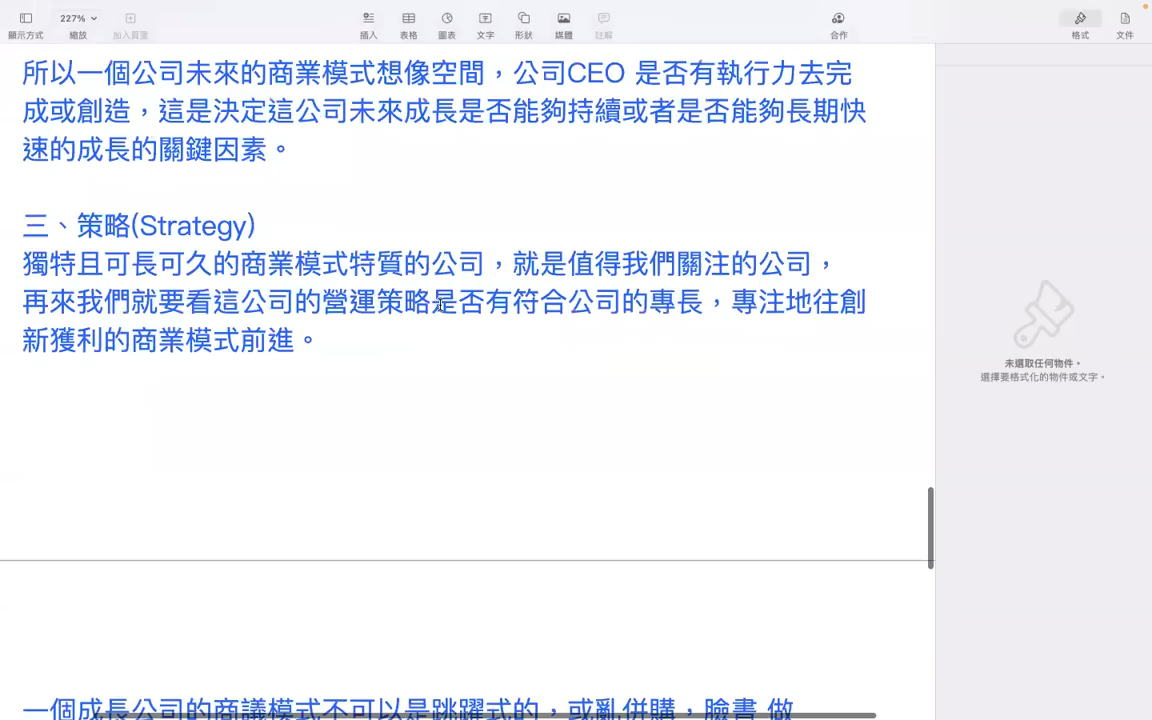 227%
顯示方式
縮放
加入頁面
插入
表格
圖表
文字
形狀
媒體
註解
合作
格式
文件
所以一個公司未來的商業模式想像空間，公司CEO 是否有執行力去完
成或創造，這是決定這公司未來成長是否能夠持續或者是否能夠長期快
速的成長的關鍵因素。
三、策略(Strategy)
獨特且可長可久的商業模式特質的公司，就是值得我們關注的公司，
再來我們就要看這公司的營運策略是否有符合公司的專長，專注地往創
新獲利的商業模式前進。
未選取任何物件。
選擇要格式化的物件或文字。
一個成長公司的商議模式不可以是跳躍式的，或亂併購，臉書 做